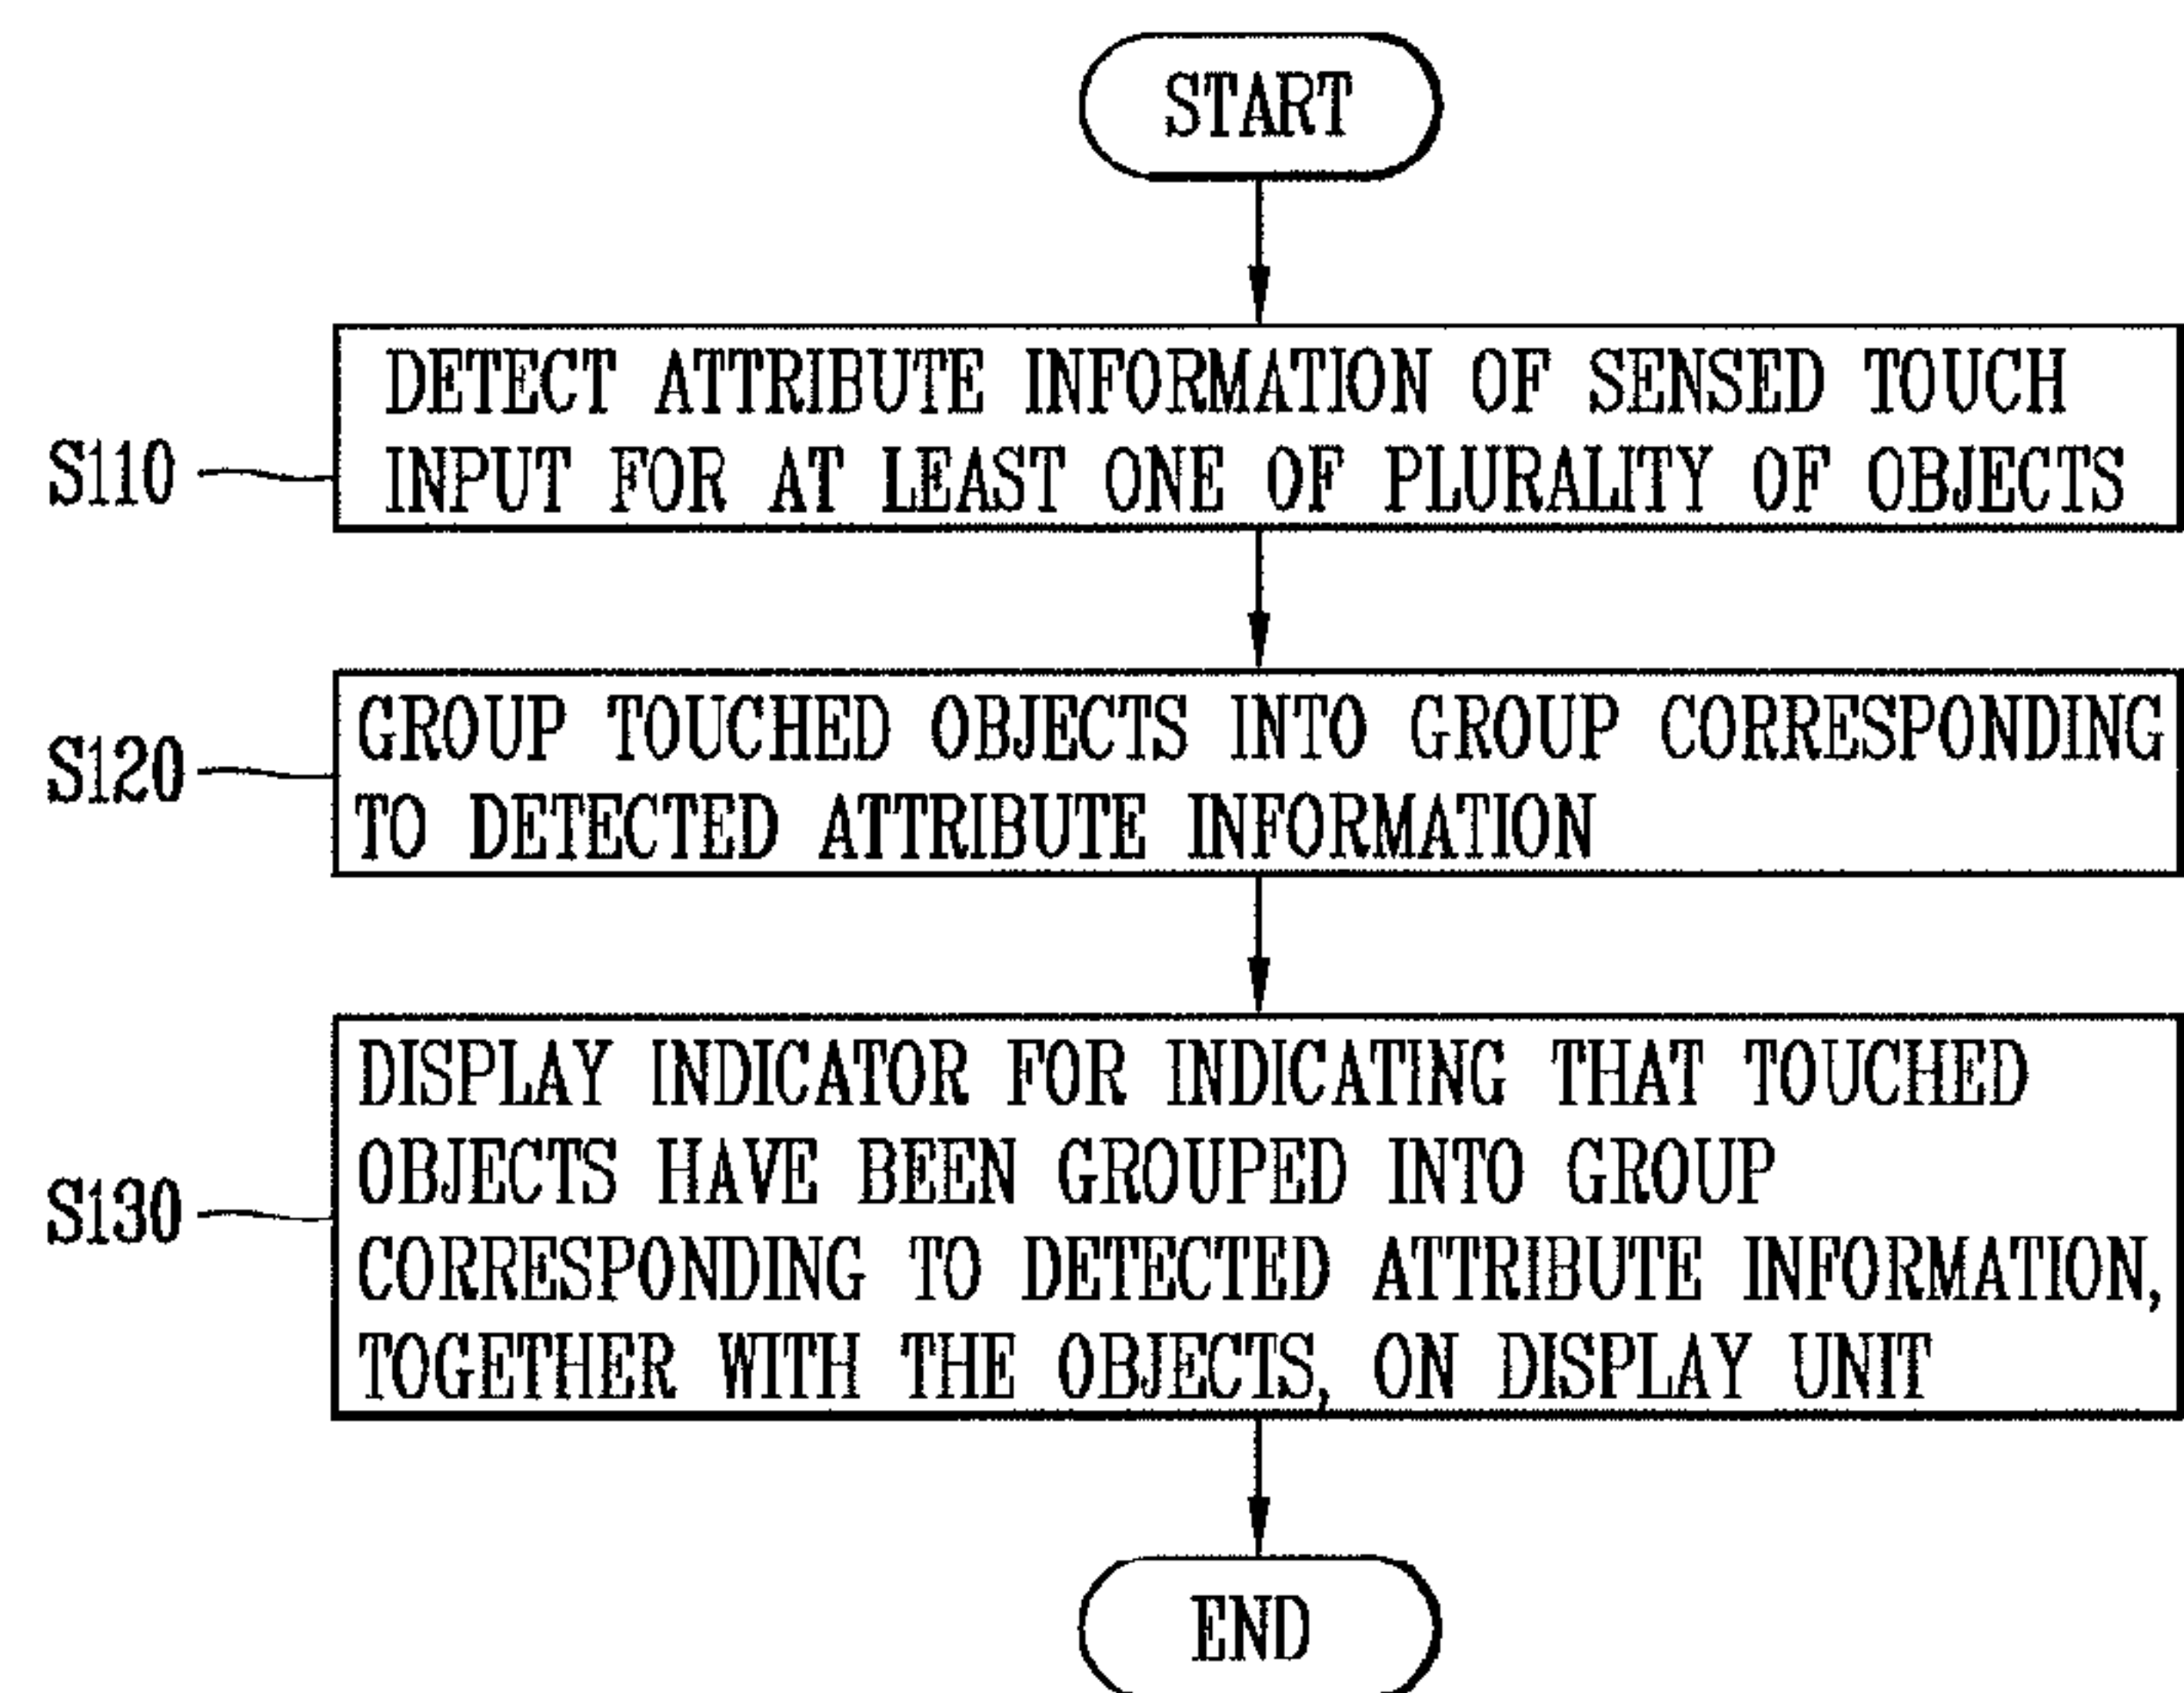 START
DETECT ATTRIBUTE INFORMATION OF SENSED TOUCH
INPUT FOR AT LEAST ONE OF PLURALITY OF OBJECTS
S110
GROUP TOUCHED OBJECTS INTO GROUP CORRESPONDING
TO DETECTED ATTRIBUTE INFORMATION
S120
DISPLAY INDICATOR FOR INDICATING THAT TOUCHED
OBJECTS HAVE BEEN GROUPED INTO GROUP
CORRESPONDING TO DETECTED ATTRIBUTE INFORMATION,
TOGETHER WITH THE OBJECTS, ON DISPLAY UNIT
S130
END